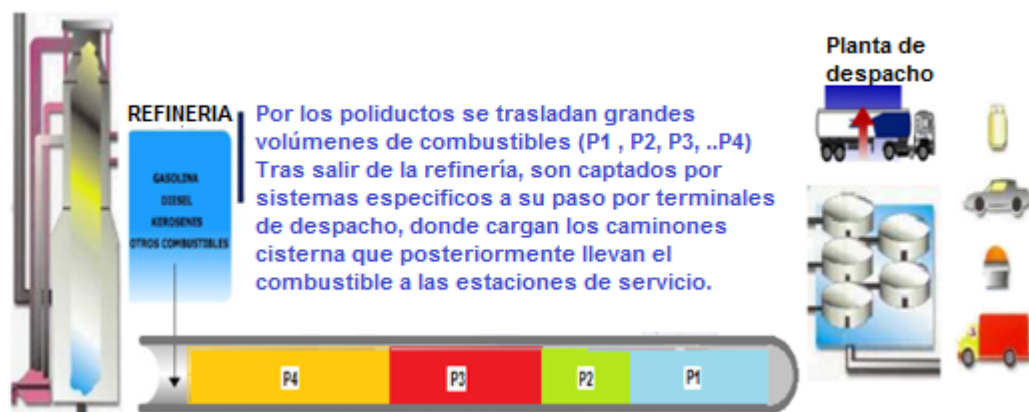 REFINERIA
GASOLINA
DIESEL
KEROSENES
OTROS COMBUSTIBLES
Por los poliductos se trasladan grandes
volúmenes de combustibles (P1 , P2, P3, ..P4)
Tras salir de la refinería, son captados por
sistemas especificos a su paso por terminales
de despacho, donde cargan los caminones
cisterna que posteriormente llevan el
combustible a las estaciones de servicio.
Planta de
despacho
P4
P3
P2
P1